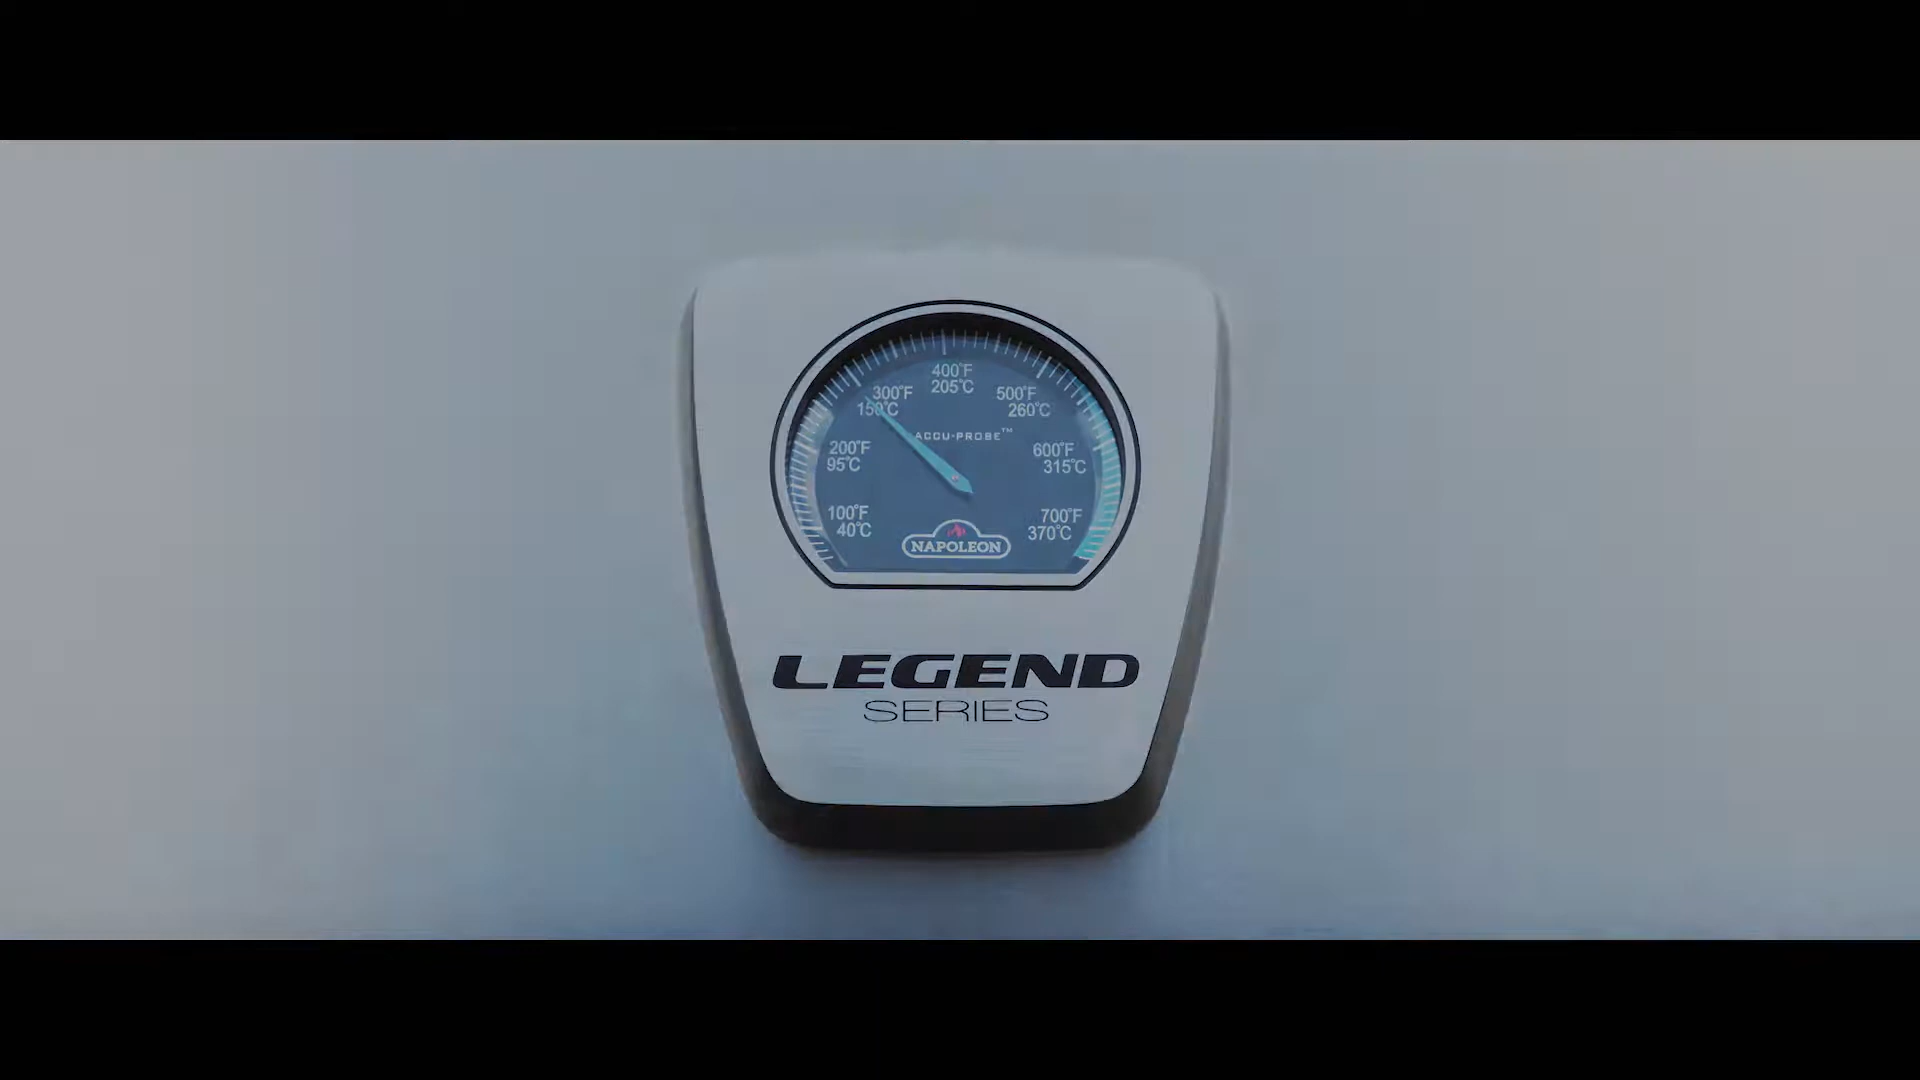 400°F
205°C
300°F
150°C
500°F
260°C
ACCU-PROBE™
200°F
95°C
600°F
315°C
100°F
40°C
700°F
370°C
NAPOLEON
LEGEND
SERIES